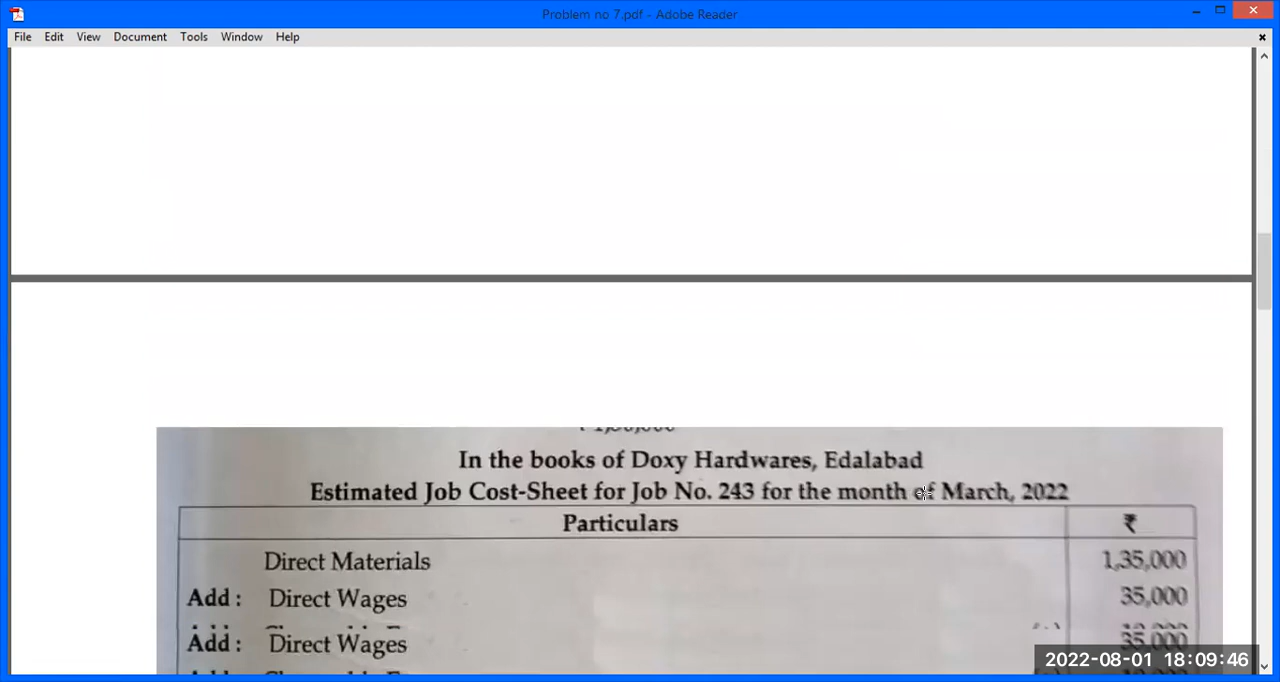 Problem no 7.pdf - Adobe Reader
File Edit View Document Tools Window Help
In the books of Doxy Hardwares, Edalabad
Estimated Job Cost-Sheet for Job No. 243 for the month of March, 2022
Particulars ₹
Direct Materials 1,35,000
Add : Direct Wages 35,000
Add : Direct Wages 35,000
2022-08-01 18:09:46